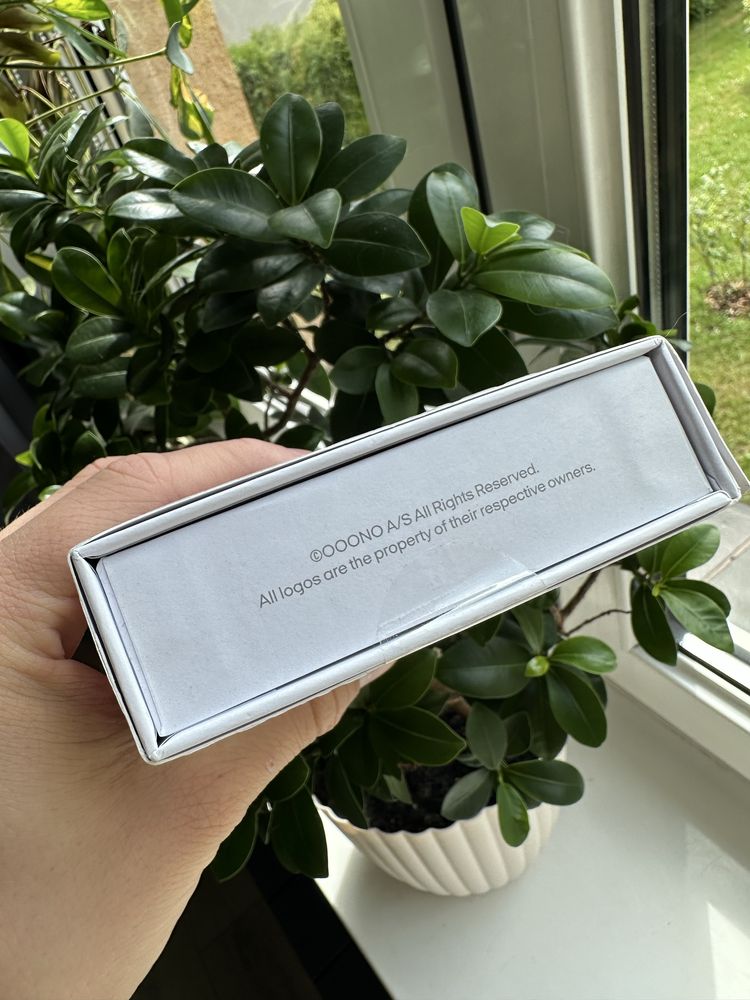 ©OOONO A/S All Rights Reserved.
All logos are the property of their respective owners.